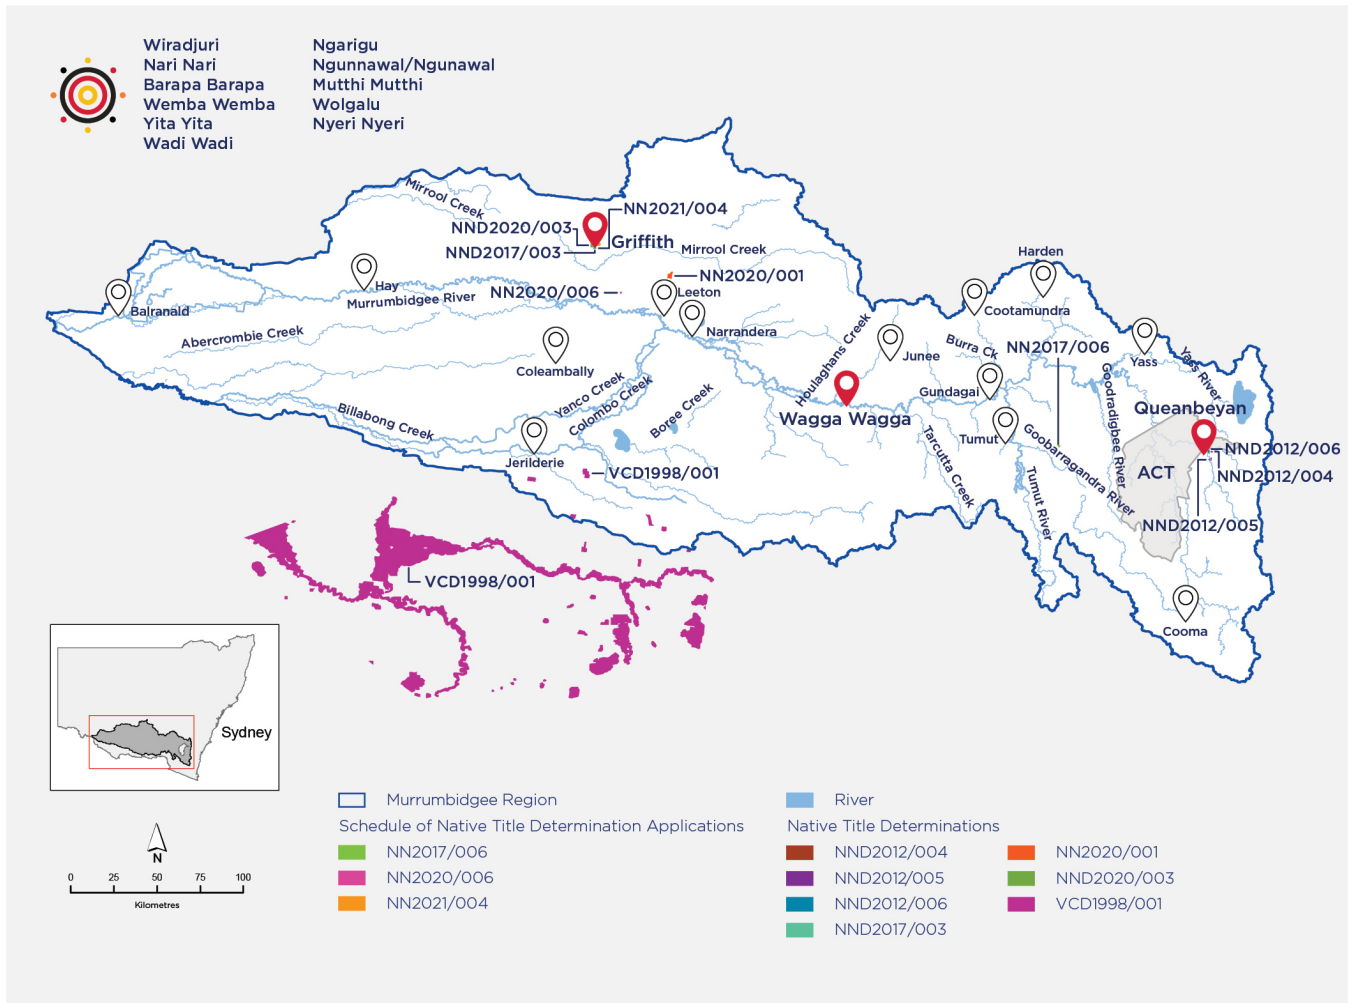 Wiradjuri
Nari Nari
Barapa Barapa
Wemba Wemba
Yita Yita
Wadi Wadi
Ngarigu
Ngunnawal/Ngunawal
Mutthi Mutthi
Wolgalu
Nyeri Nyeri
Mirrool Creek
NN2021/004
NND2020/003
Griffith
NND2017/003
Mirrool Creek
NN2020/001
Hay
NN2020/006
Leeton
Murrumbidgee River
Balranald
Narrandera
Abercrombie Creek
Coleambally
Harden
Cootamundra
Houlaghans Creek
Junee
Burra Ck
NN2017/006
Yass
Yass River
Gundagai
Goodradigbee River
Queanbeyan
Wagga Wagga
Yanco Creek
Colombo Creek
Boree Creek
Billabong Creek
Jerilderie
Tumut
Goobarragandra River
Tarcutta Creek
Tumut River
ACT
NND2012/006
NND2012/004
NND2012/005
VCD1998/001
VCD1998/001
Cooma
Sydney
N
0 25 50 75 100
Kilometres
Murrumbidgee Region
Schedule of Native Title Determination Applications
NN2017/006
NN2020/006
NN2021/004
River
Native Title Determinations
NND2012/004
NND2012/005
NND2012/006
NND2017/003
NN2020/001
NND2020/003
VCD1998/001